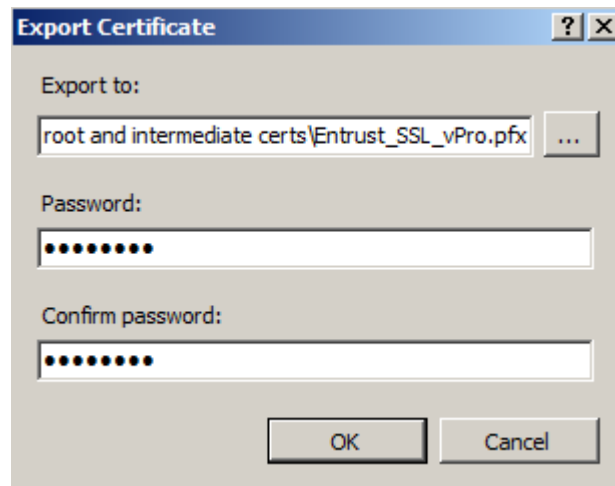 Export Certificate
Export to:
root and intermediate certs\Entrust_SSL_vPro.pfx
...
Password:
••••••••
Confirm password:
••••••••
OK Cancel